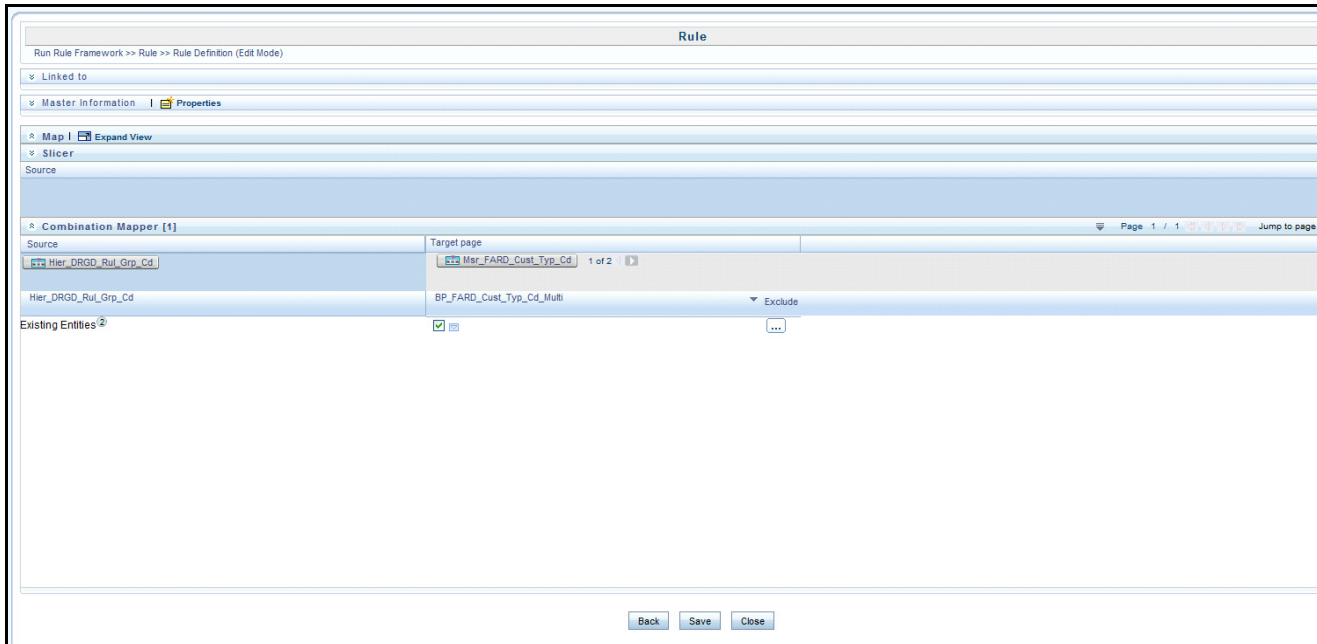 Rule
Run Rule Framework >> Rule >> Rule Definition (Edit Mode)
Linked to
Master Information | Properties
Map | Expand View
Slicer
Source
Combination Mapper [1] Page 1 / 1 Jump to page
Source Target page
Hier_DRGD_Rul_Grp_Cd Msr_FARD_Cust_Typ_Cd 1 of 2
Hier_DRGD_Rul_Grp_Cd BP_FARD_Cust_Typ_Cd_Multi Exclude
Existing Entities 2 ...
Back Save Close